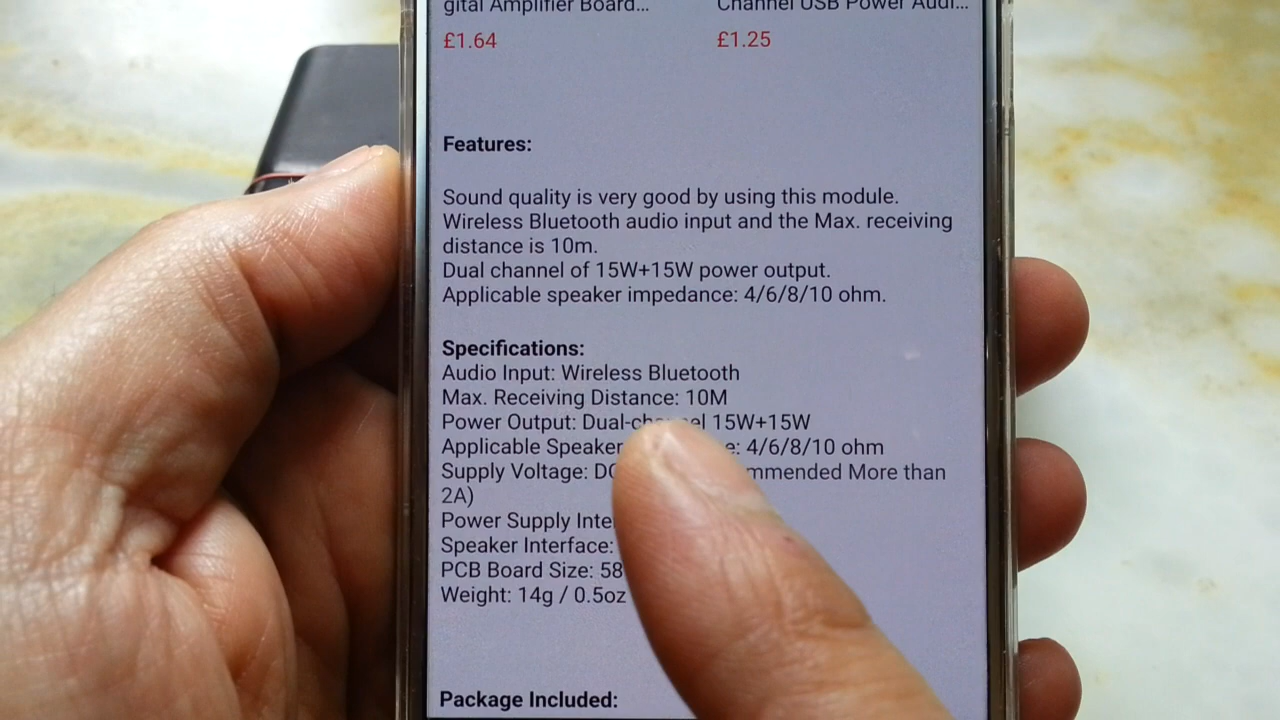 gital Amplifier Board...
Channel USB Power Audi...
£1.64
£1.25
Features:
Sound quality is very good by using this module.
Wireless Bluetooth audio input and the Max. receiving
distance is 10m.
Dual channel of 15W+15W power output.
Applicable speaker impedance: 4/6/8/10 ohm.
Specifications:
Audio Input: Wireless Bluetooth
Max. Receiving Distance: 10M
Power Output: Dual-channel 15W+15W
Applicable Speaker e: 4/6/8/10 ohm
Supply Voltage: DC mmended More than
2A)
Power Supply Inte
Speaker Interface:
PCB Board Size: 58
Weight: 14g / 0.5oz
Package Included: